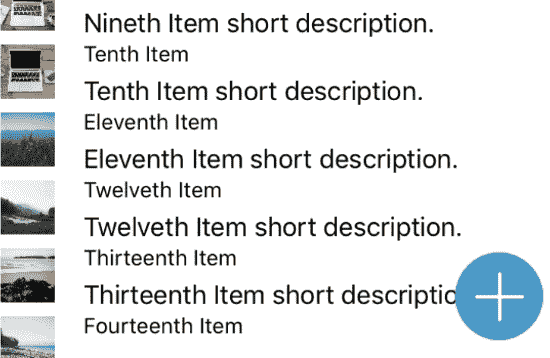 Nineth Item short description.
Tenth Item
Tenth Item short description.
Eleventh Item
Eleventh Item short description.
Twelveth Item
Twelveth Item short description.
Thirteenth Item
Thirteenth Item short descriptio
Fourteenth Item